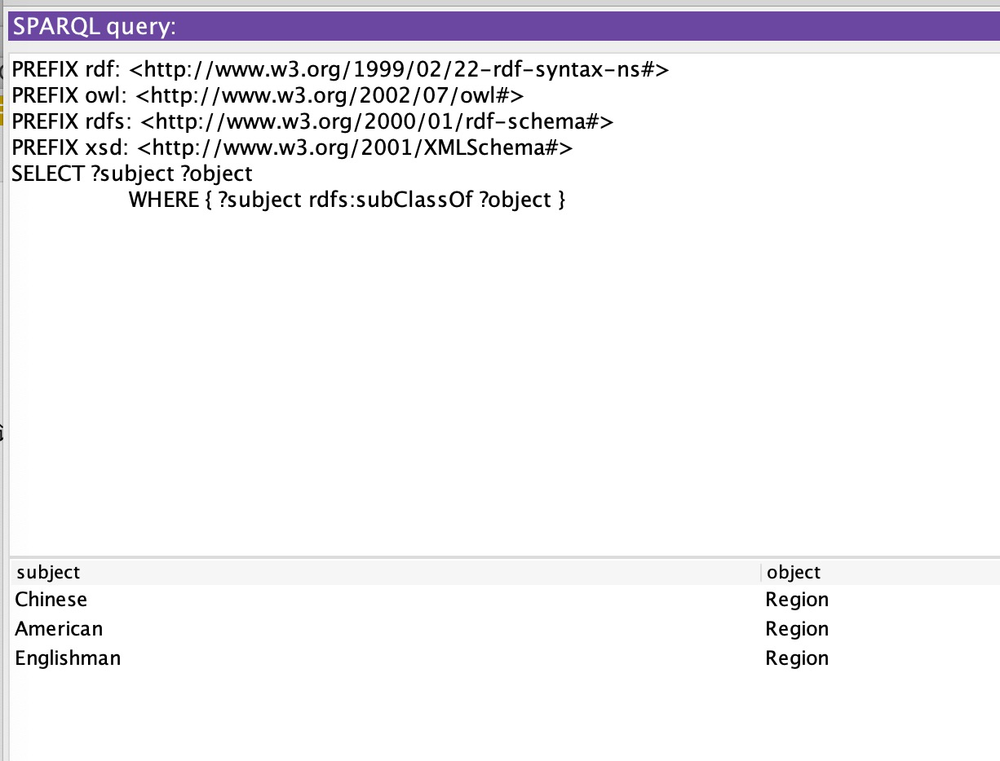 SPARQL query:
PREFIX rdf: <http://www.w3.org/1999/02/22-rdf-syntax-ns#>
PREFIX owl: <http://www.w3.org/2002/07/owl#>
PREFIX rdfs: <http://www.w3.org/2000/01/rdf-schema#>
PREFIX xsd: <http://www.w3.org/2001/XMLSchema#>
SELECT ?subject ?object
WHERE { ?subject rdfs:subClassOf ?object }
subject object
Chinese Region
American Region
Englishman Region